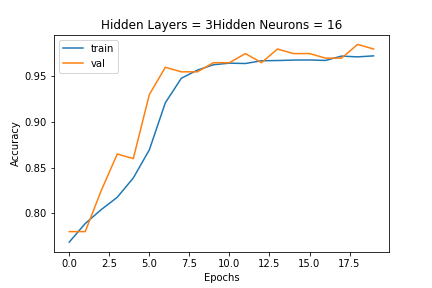 Hidden Layers = 3Hidden Neurons = 16
train
val
Accuracy
0.95
0.90
0.85
0.80
0.0 2.5 5.0 7.5 10.0 12.5 15.0 17.5
Epochs